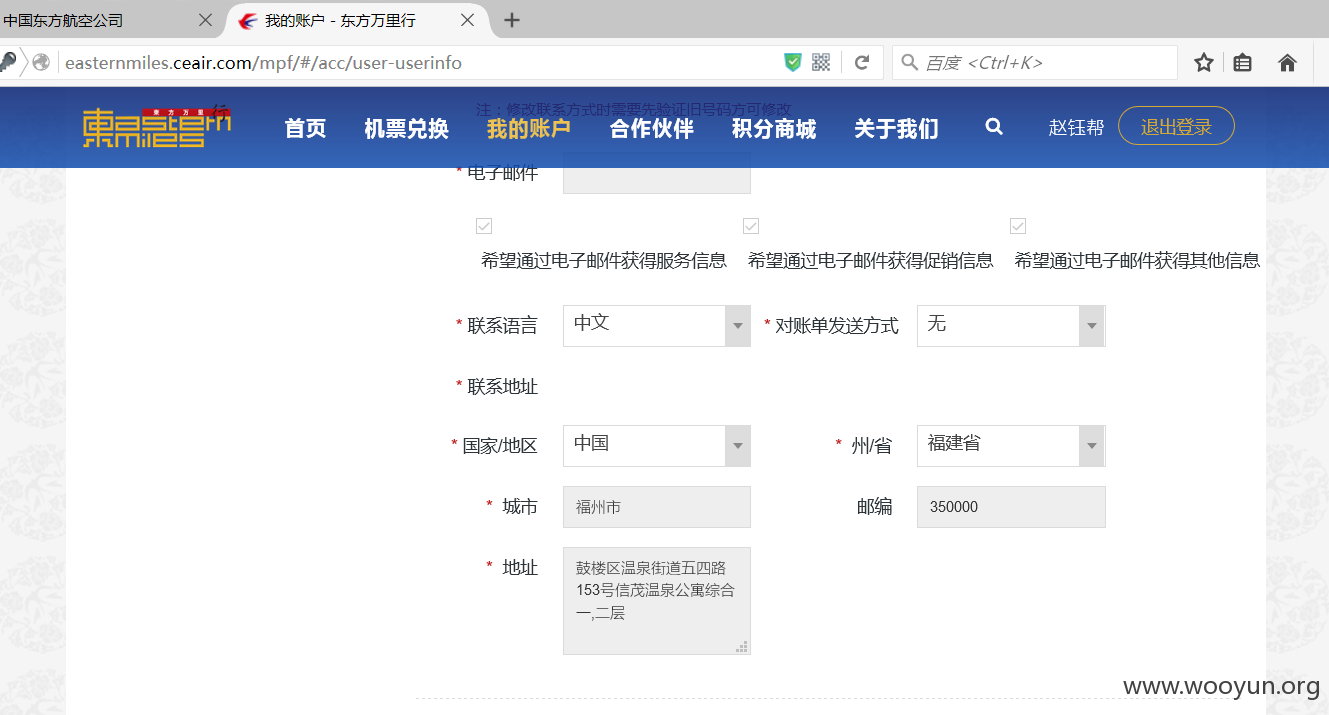 中国东方航空公司
我的账户 - 东方万里行
easternmiles.ceair.com/mpf/#/acc/user-userinfo
百度 <Ctrl+K>
注：修改联系方式时需要先验证旧号码方可修改
東方万里行
首页 机票兑换 我的账户 合作伙伴 积分商城 关于我们 赵钰帮 退出登录
* 电子邮件
希望通过电子邮件获得服务信息 希望通过电子邮件获得促销信息 希望通过电子邮件获得其他信息
* 联系语言 中文 * 对账单发送方式 无
* 联系地址
* 国家/地区 中国 * 州/省 福建省
* 城市 福州市 邮编 350000
* 地址 鼓楼区温泉街道五四路
153号信茂温泉公寓综合
一,二层
www.wooyun.org